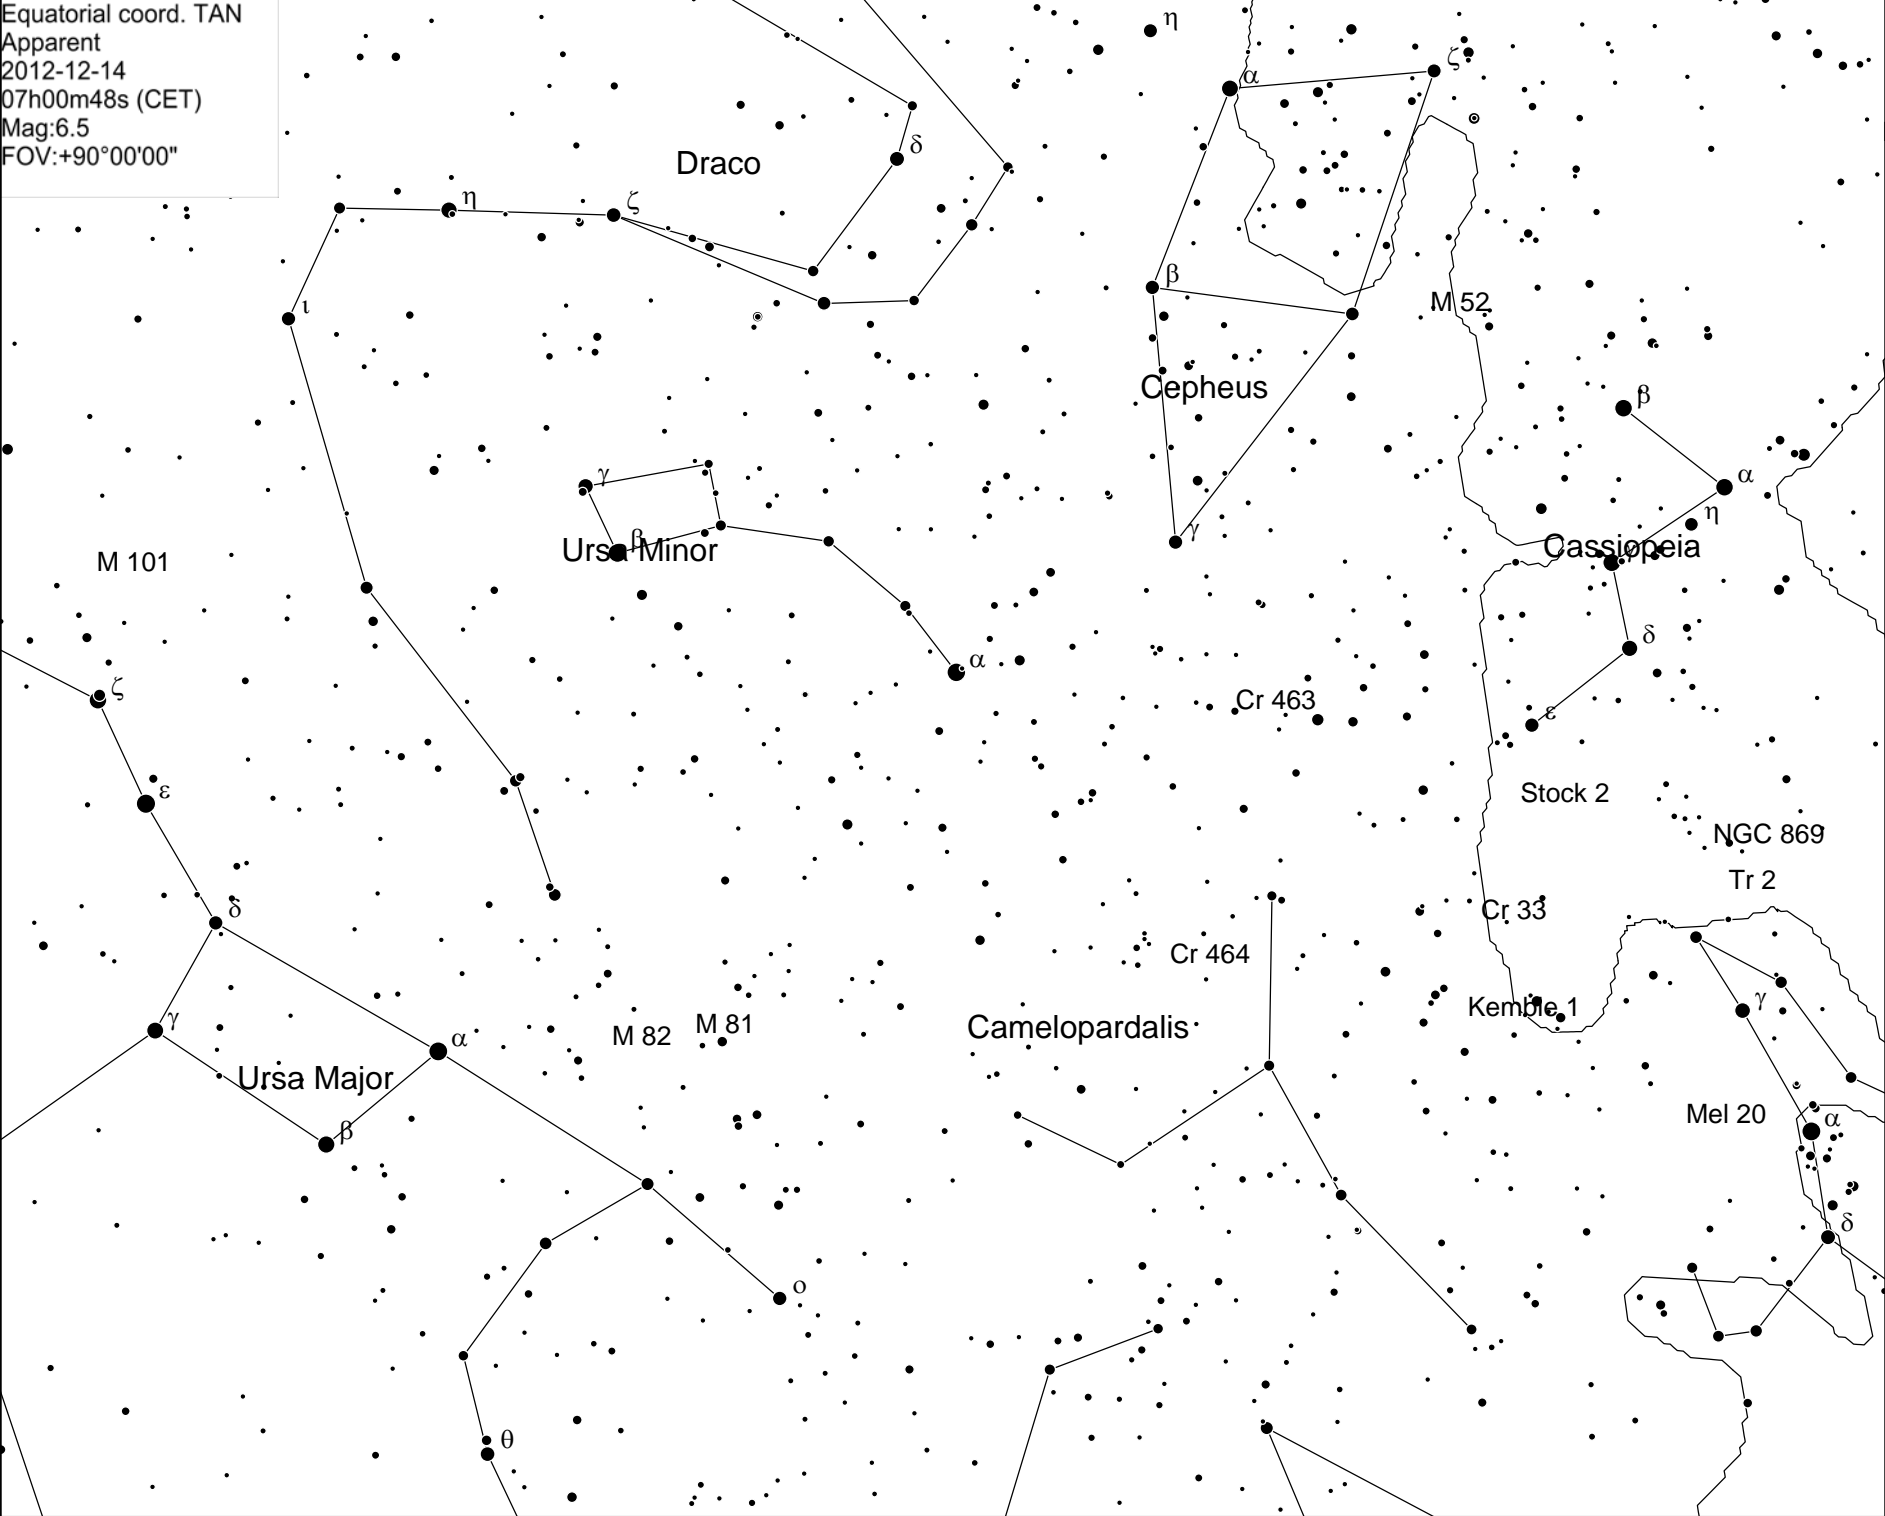 Equatorial coord. TAN
Apparent
2012-12-14
07h00m48s (CET)
Mag:6.5
FOV:+90°00'00"
η
α
ζ
δ
Draco
η
ζ
β
ι
M 52
Cepheus
β
γ
α
η
γ
β
Ursa Minor
γ
Cassiopeia
M 101
δ
α
ζ
Cr 463
ε
ε
Stock 2
NGC 869
Tr 2
δ
Cr 33
Cr 464
γ
Kemble 1
γ
M 81
Camelopardalis
M 82
α
Ursa Major
Mel 20
α
β
δ
ο
θ